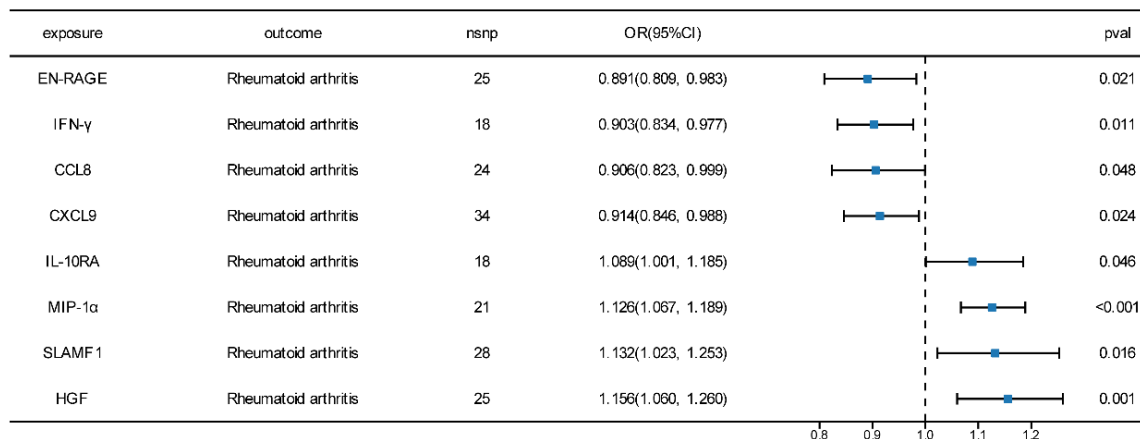 exposure outcome nsnp OR(95%CI) pval
EN-RAGE Rheumatoid arthritis 25 0.891(0.809, 0.983) 0.021
IFN-γ Rheumatoid arthritis 18 0.903(0.834, 0.977) 0.011
CCL8 Rheumatoid arthritis 24 0.906(0.823, 0.999) 0.048
CXCL9 Rheumatoid arthritis 34 0.914(0.846, 0.988) 0.024
IL-10RA Rheumatoid arthritis 18 1.089(1.001, 1.185) 0.046
MIP-1α Rheumatoid arthritis 21 1.126(1.067, 1.189) <0.001
SLAMF1 Rheumatoid arthritis 28 1.132(1.023, 1.253) 0.016
HGF Rheumatoid arthritis 25 1.156(1.060, 1.260) 0.001
0.8 0.9 1.0 1.1 1.2